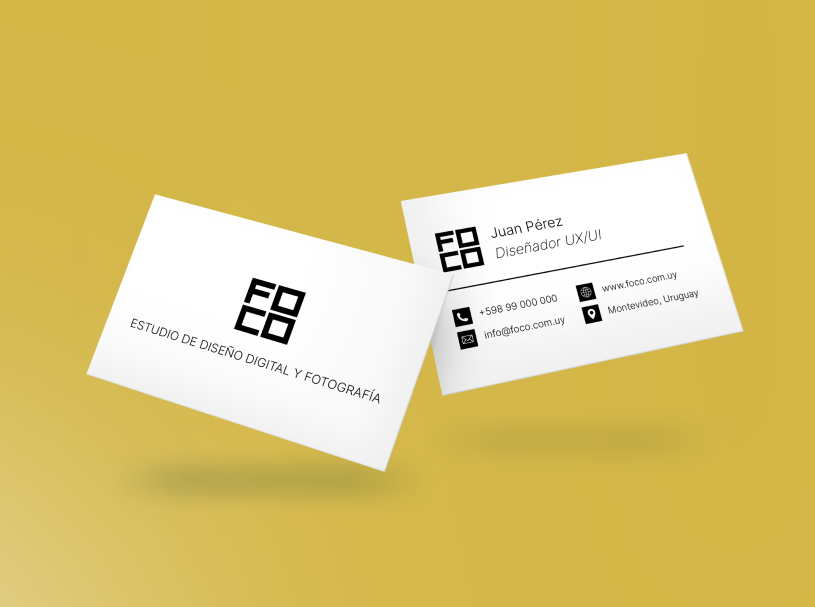 FO
CO
ESTUDIO DE DISEÑO DIGITAL Y FOTOGRAFÍA
FO
CO
Juan Pérez
Diseñador UX/UI
+598 99 000 000
info@foco.com.uy
www.foco.com.uy
Montevideo, Uruguay